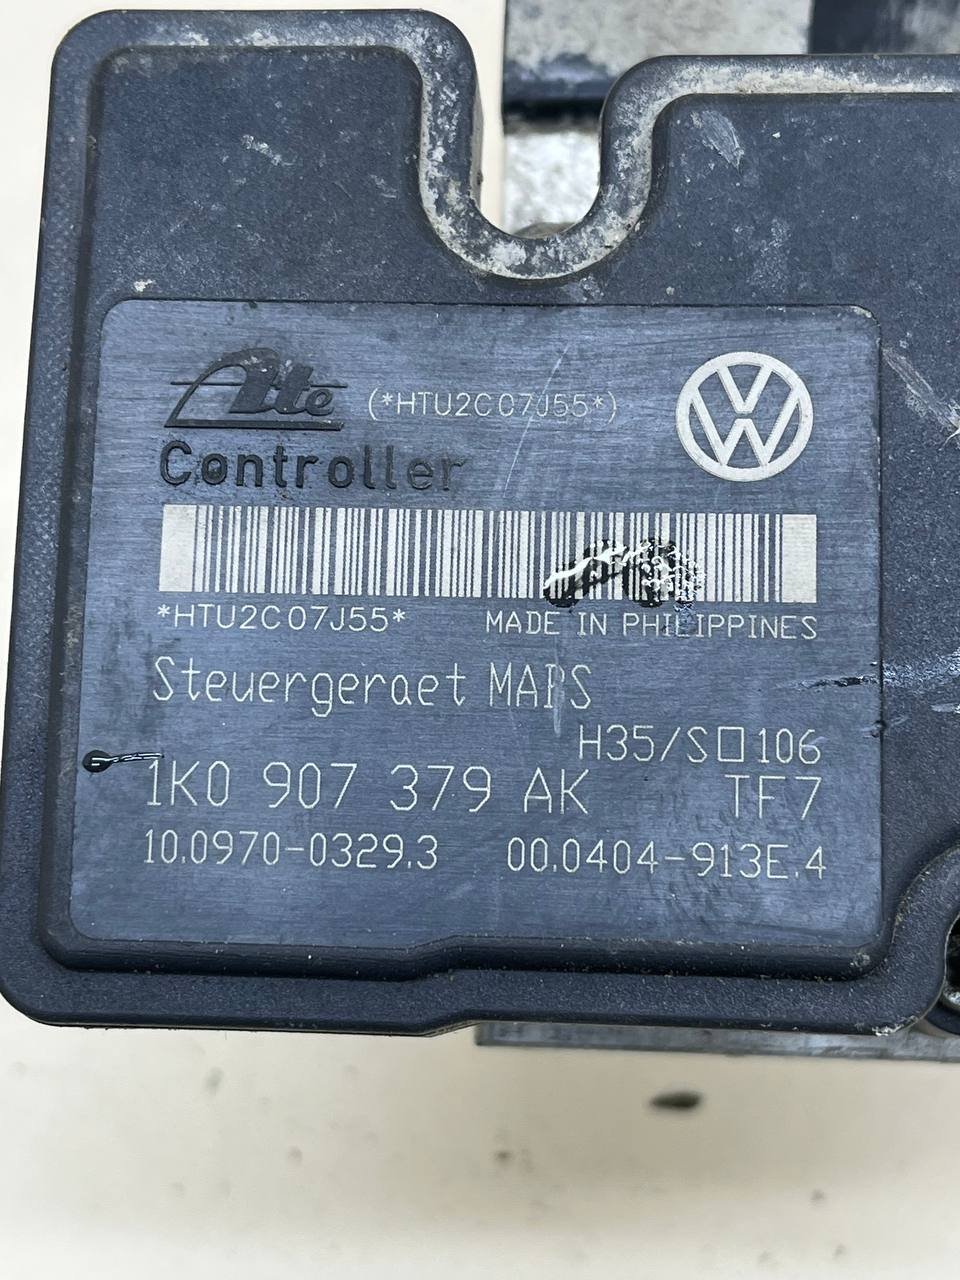 Ate (*HTU2C07J55*)
Controller
*HTU2C07J55* MADE IN PHILIPPINES
Steuergeraet MABS
H35/S□106
1K0 907 379 AK TF7
10.0970-0329.3 00.0404-913E.4